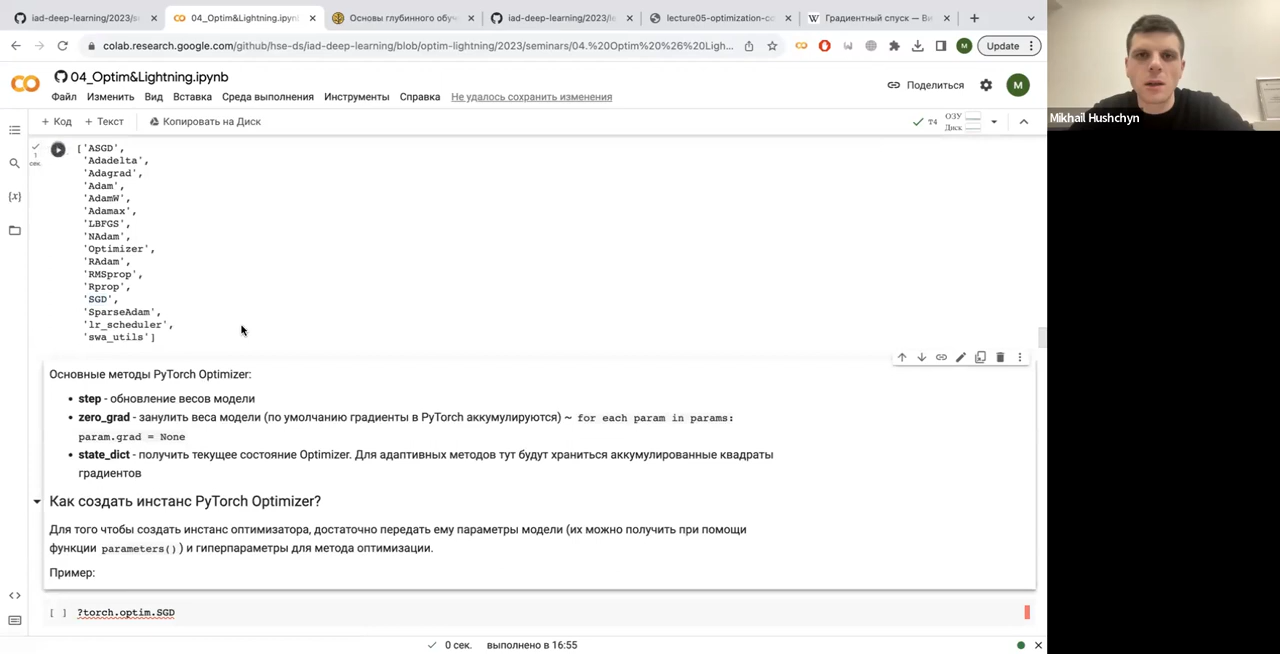 iad-deep-learning/2023/s
04_Optim&Lightning.ipynb
Основы глубинного обу
iad-deep-learning/2023/le
lecture05-optimization-co
Градиентный спуск — Ви
colab.research.google.com/github/hse-ds/iad-deep-learning/blob/optim-lightning/2023/seminars/04.%20Optim%20%26%20Ligh...
M
Update
04_Optim&Lightning.ipynb
Файл Изменить Вид Вставка Среда выполнения Инструменты Справка Не удалось сохранить изменения
Поделиться
M
+ Код + Текст Копировать на Диск
T4 ОЗУ
Диск
1
сек.
['ASGD',
'Adadelta',
'Adagrad',
'Adam',
'AdamW',
'Adamax',
'LBFGS',
'NAdam',
'Optimizer',
'RAdam',
'RMSprop',
'Rprop',
'SGD',
'SparseAdam',
'lr_scheduler',
'swa_utils']
Основные методы PyTorch Optimizer:
• step - обновление весов модели
• zero_grad - занулить веса модели (по умолчанию градиенты в PyTorch аккумулируются) ~ for each param in params:
param.grad = None
• state_dict - получить текущее состояние Optimizer. Для адаптивных методов тут будут храниться аккумулированные квадраты
градиентов
Как создать инстанс PyTorch Optimizer?
Для того чтобы создать инстанс оптимизатора, достаточно передать ему параметры модели (их можно получить при помощи
функции parameters() ) и гиперпараметры для метода оптимизации.
Пример:
[ ] ?torch.optim.SGD
0 сек. выполнено в 16:55
Mikhail Hushchyn